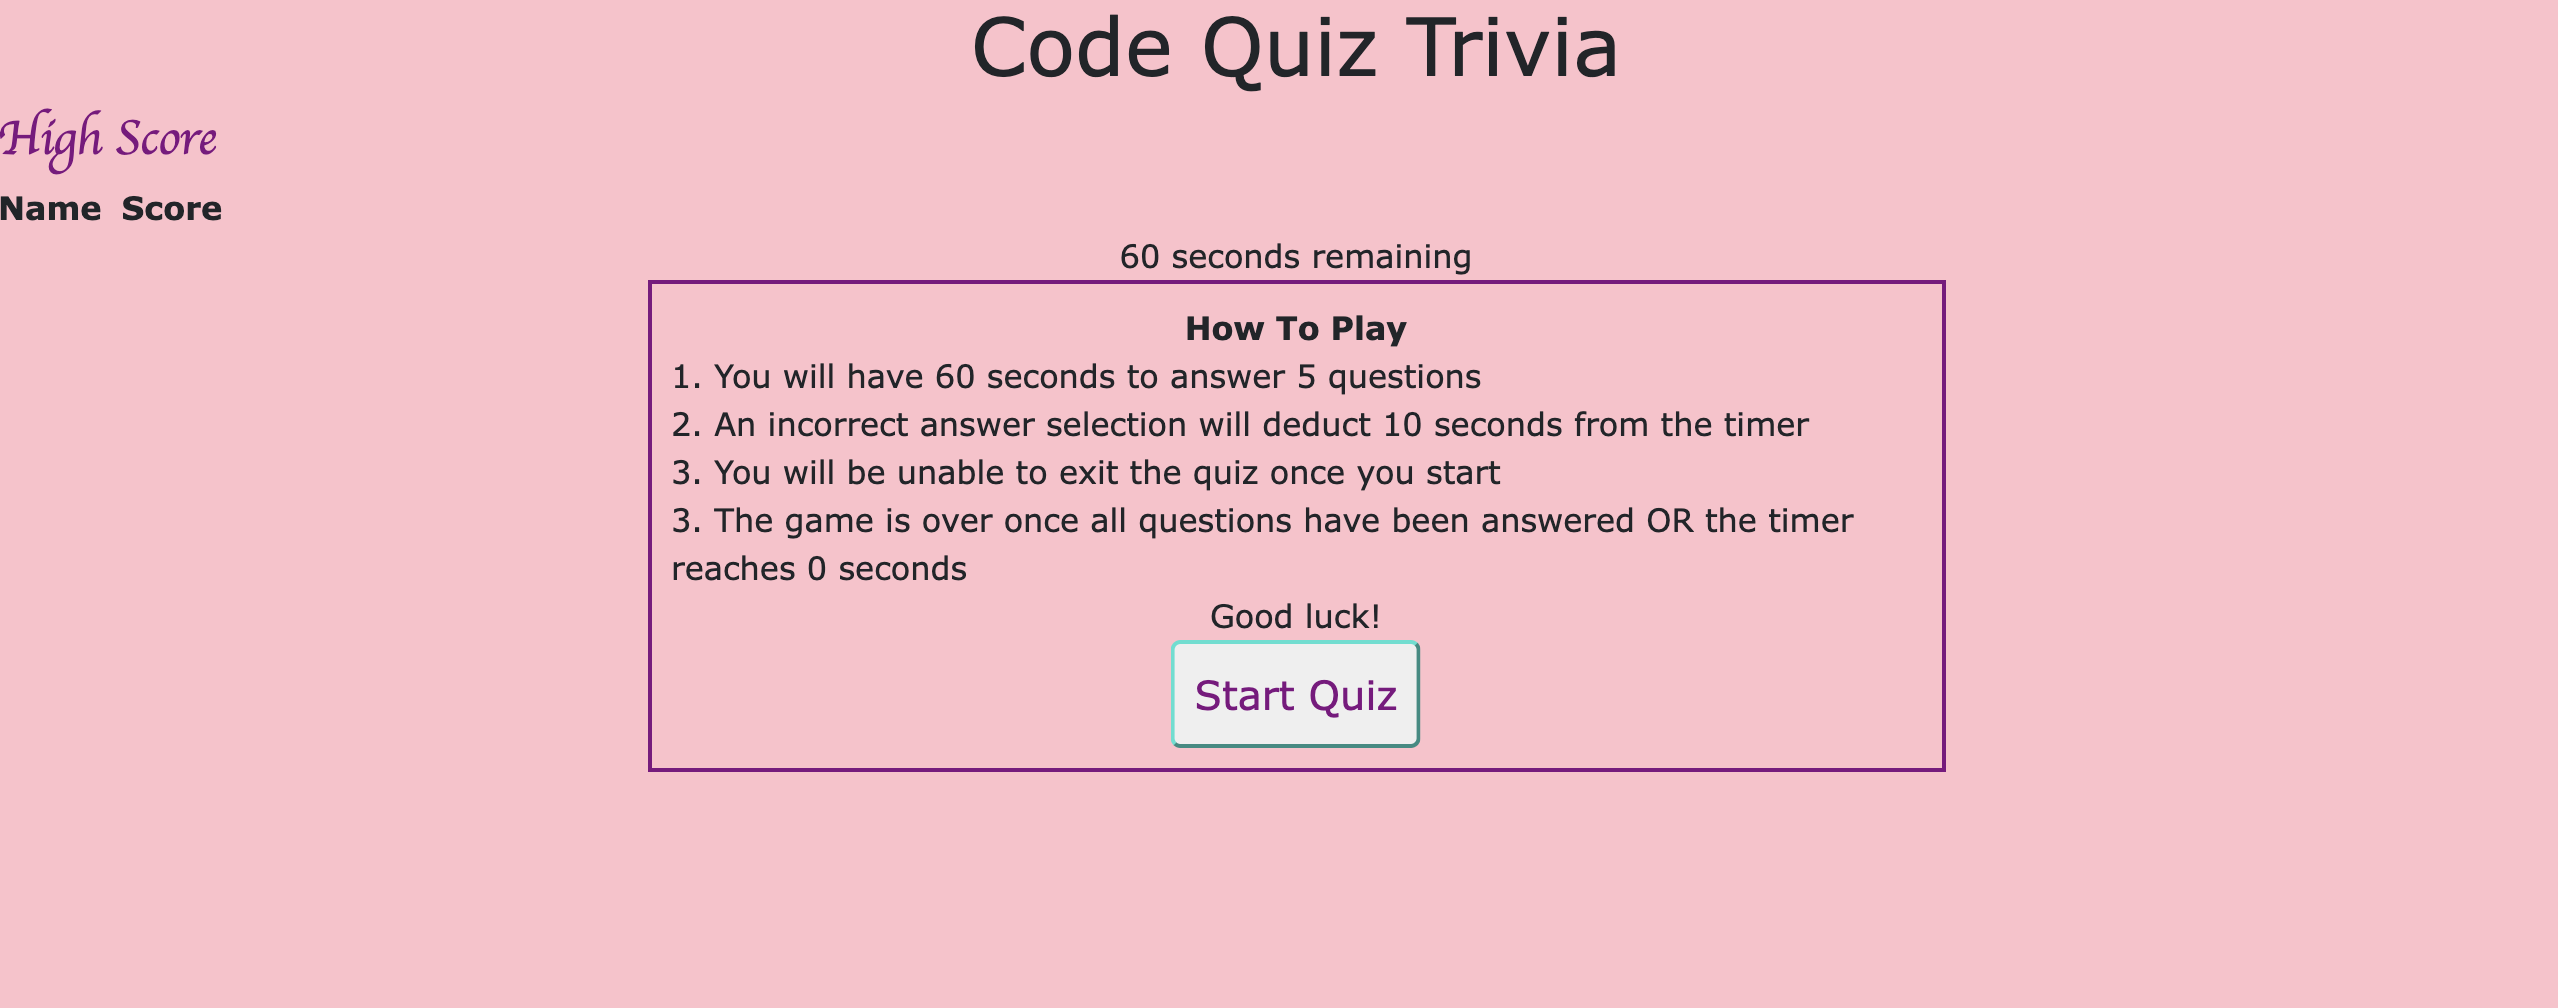 Code Quiz Trivia
High Score
Name Score
60 seconds remaining
How To Play
1. You will have 60 seconds to answer 5 questions
2. An incorrect answer selection will deduct 10 seconds from the timer
3. You will be unable to exit the quiz once you start
3. The game is over once all questions have been answered OR the timer
reaches 0 seconds
Good luck!
Start Quiz